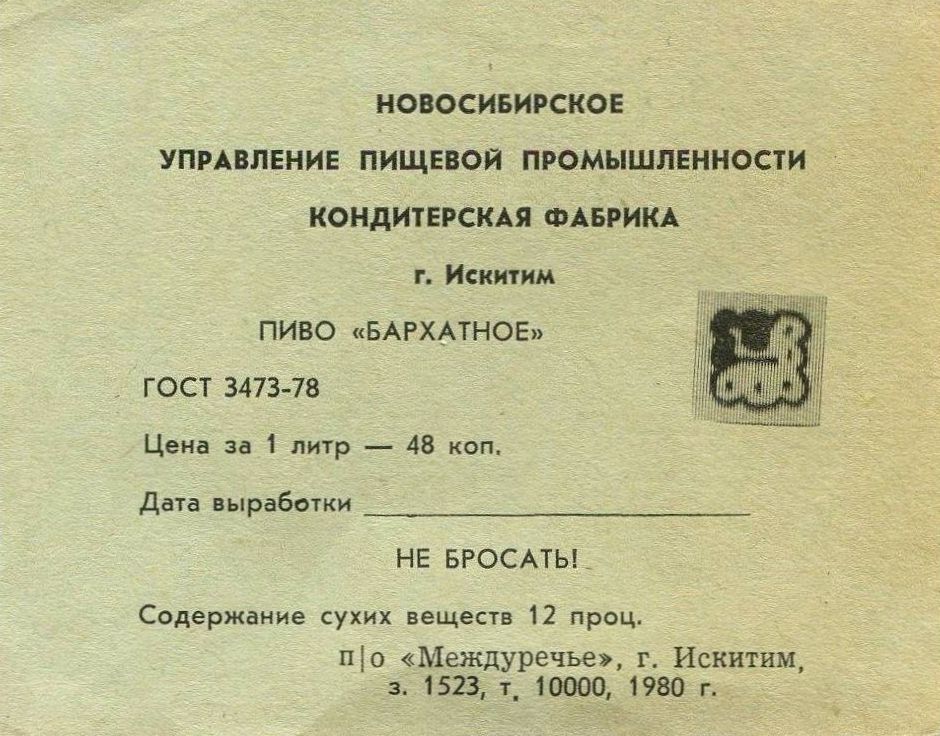 НОВОСИБИРСКОЕ
УПРАВЛЕНИЕ ПИЩЕВОЙ ПРОМЫШЛЕННОСТИ
КОНДИТЕРСКАЯ ФАБРИКА
г. Искитим
ПИВО «БАРХАТНОЕ»
ГОСТ 3473-78
Цена за 1 литр — 48 коп.
Дата выработки
НЕ БРОСАТЬ!
Содержание сухих веществ 12 проц.
п|о «Междуречье», г. Искитим,
з. 1523, т. 10000, 1980 г.